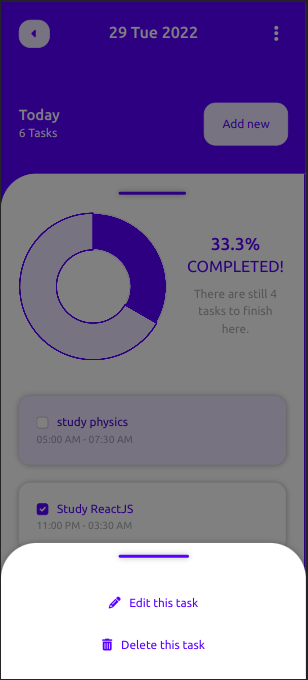 29 Tue 2022
Today
6 Tasks
Add new
33.3%
COMPLETED!
There are still 4
tasks to finish
here.
study physics
05:00 AM - 07:30 AM
Study ReactJS
11:00 PM - 03:30 AM
Edit this task
Delete this task